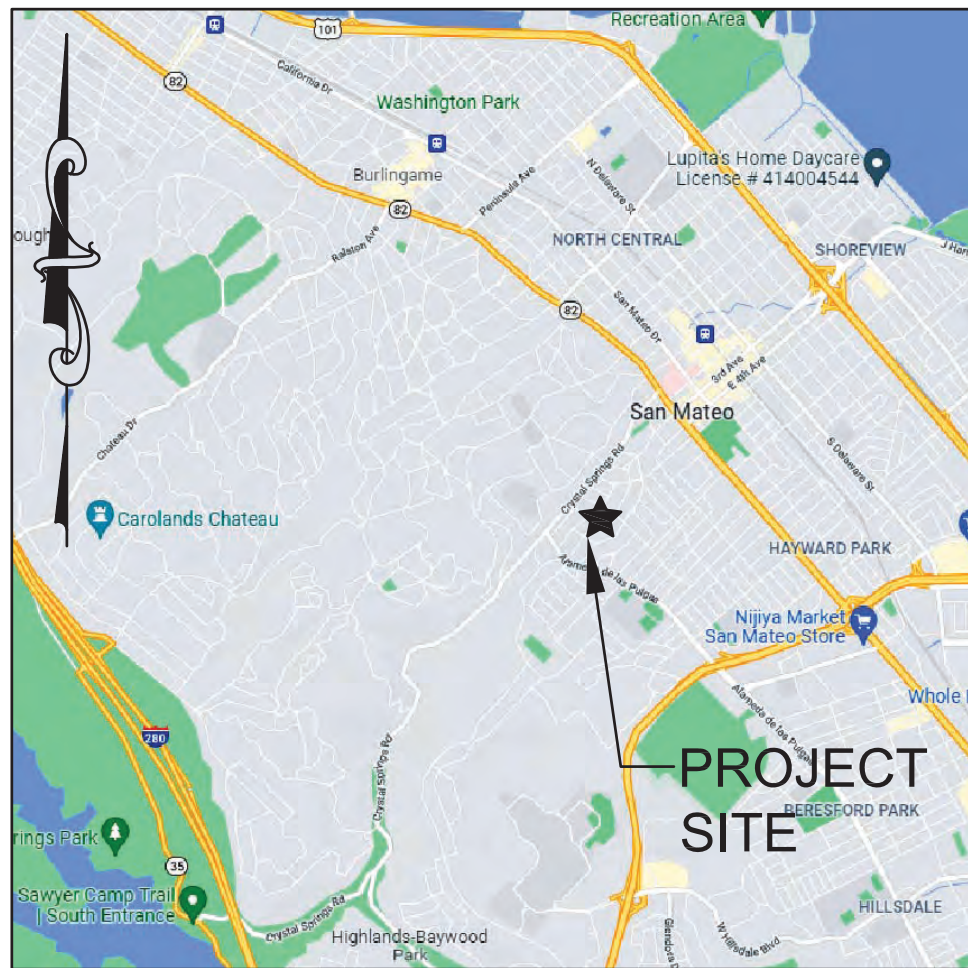 Recreation Area
101
California Dr
82
Washington Park
Lupita's Home Daycare
License # 414004544
Burlingame
Peninsula Ave
N Delaware St
82
Ralston Ave
NORTH CENTRAL
SHOREVIEW
J Har
ough
San Mateo Dr
82
3rd Ave
E 4th Ave
San Mateo
Chateau Dr
Crystal Springs Rd
S Delaware St
Carolands Chateau
HAYWARD PARK
Alameda de las Pulgas
Nijiya Market
San Mateo Store
Whole
Alameda de las Pulgas
280
Crystal Springs Rd
PROJECT
SITE
BERESFORD PARK
rings Park
35
Sawyer Camp Trail
| South Entrance
Crystal Springs Rd
Highlands-Baywood
Park
HILLSDALE
W Hillsdale Blvd
Glendora D